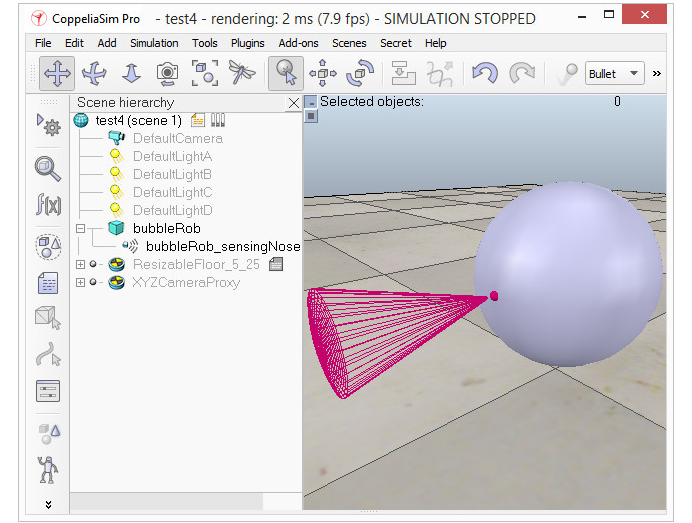 CoppeliaSim Pro - test4 - rendering: 2 ms (7.9 fps) - SIMULATION STOPPED
File Edit Add Simulation Tools Plugins Add-ons Scenes Secret Help
Bullet »
Scene hierarchy
Selected objects: 0
test4 (scene 1)
DefaultCamera
DefaultLightA
DefaultLightB
DefaultLightC
DefaultLightD
bubbleRob
bubbleRob_sensingNose
ResizableFloor_5_25
XYZCameraProxy
f(x)